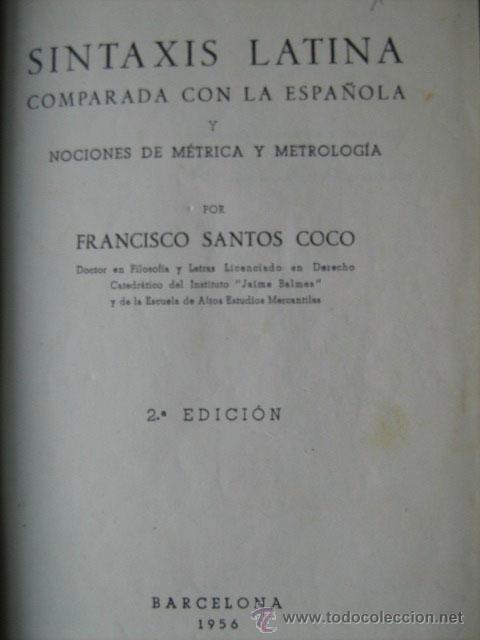 SINTAXIS LATINA
COMPARADA CON LA ESPAÑOLA
Y
NOCIONES DE MÉTRICA Y METROLOGÍA
POR
FRANCISCO SANTOS COCO
Doctor en Filosofía y Letras Licenciado en Derecho
Catedrático del Instituto "Jaime Balmes"
y de la Escuela de Altos Estudios Mercantiles
2.ª EDICIÓN
BARCELONA
1956
www.todocoleccion.net